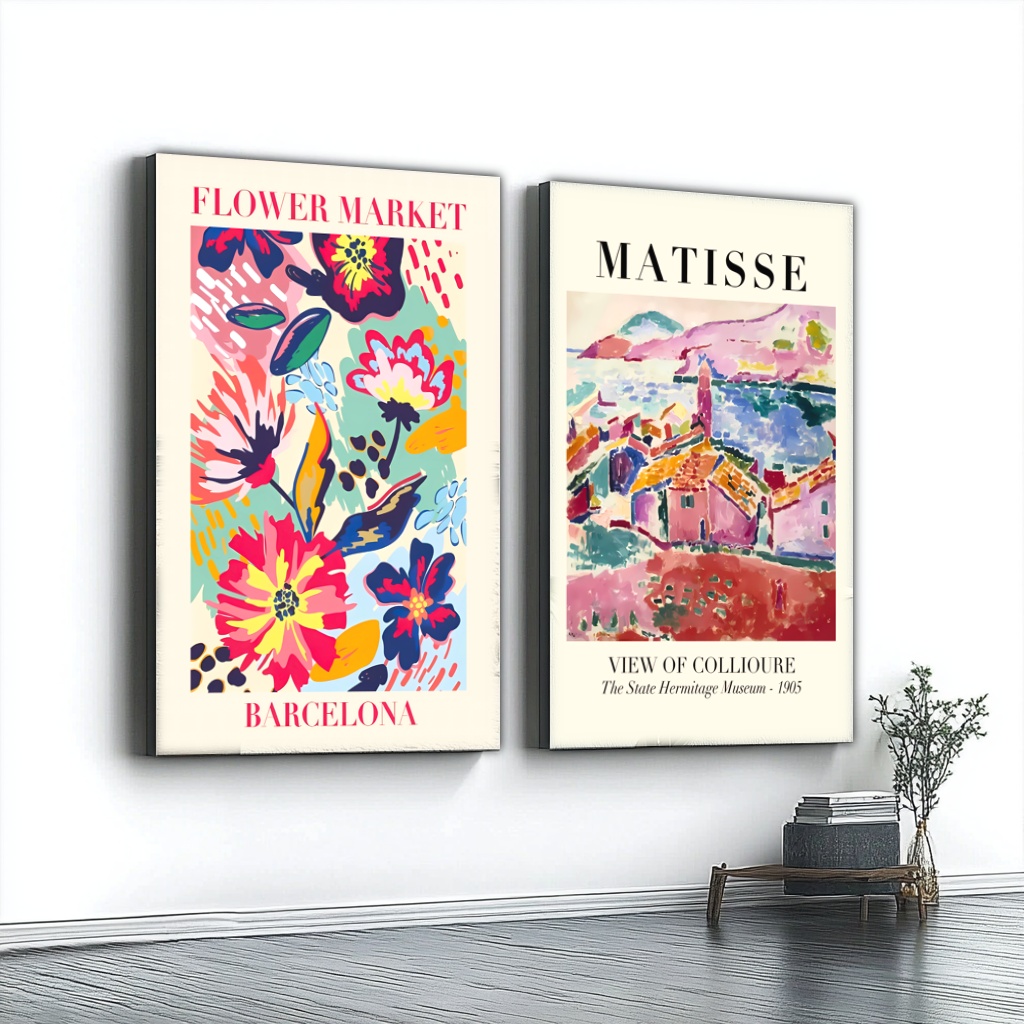 FLOWER MARKET
BARCELONA
MATISSE
VIEW OF COLLIOURE
The State Hermitage Museum - 1905